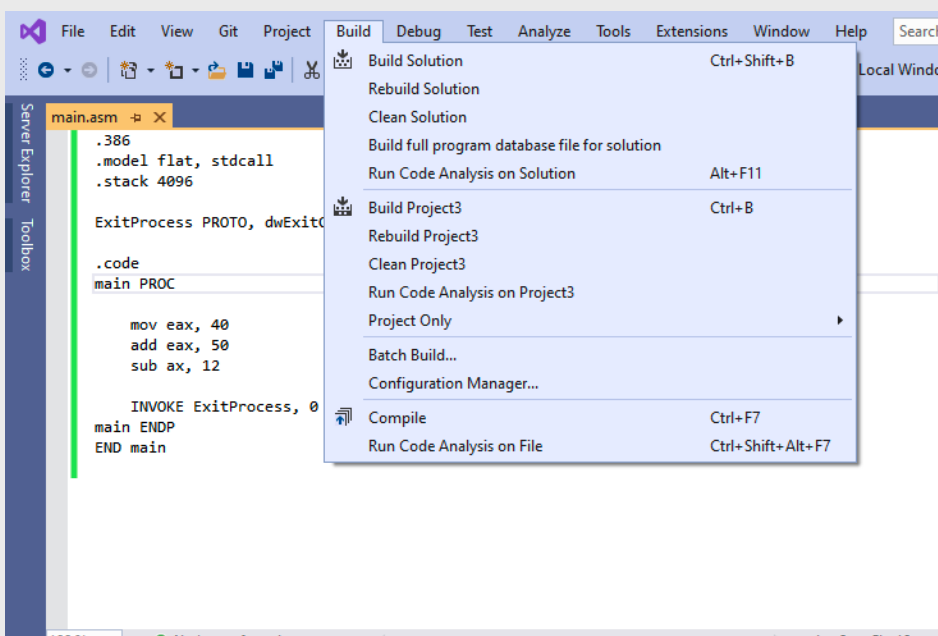 File Edit View Git Project Build Debug Test Analyze Tools Extensions Window Help Search
Build Solution Ctrl+Shift+B
Local
Rebuild Solution
Clean Solution
Build full program database file for solution
Run Code Analysis on Solution Alt+F11
Build Project3 Ctrl+B
Rebuild Project3
Clean Project3
Run Code Analysis on Project3
Project Only
Batch Build...
Configuration Manager...
Compile Ctrl+F7
Run Code Analysis on File Ctrl+Shift+Alt+F7
Server Explorer
Toolbox
main.asm
.386
.model flat, stdcall
.stack 4096
ExitProcess PROTO,
.code
main PROC
mov eax, 40
add eax, 50
sub ax, 12
INVOKE ExitProcess, 0
main ENDP
END main